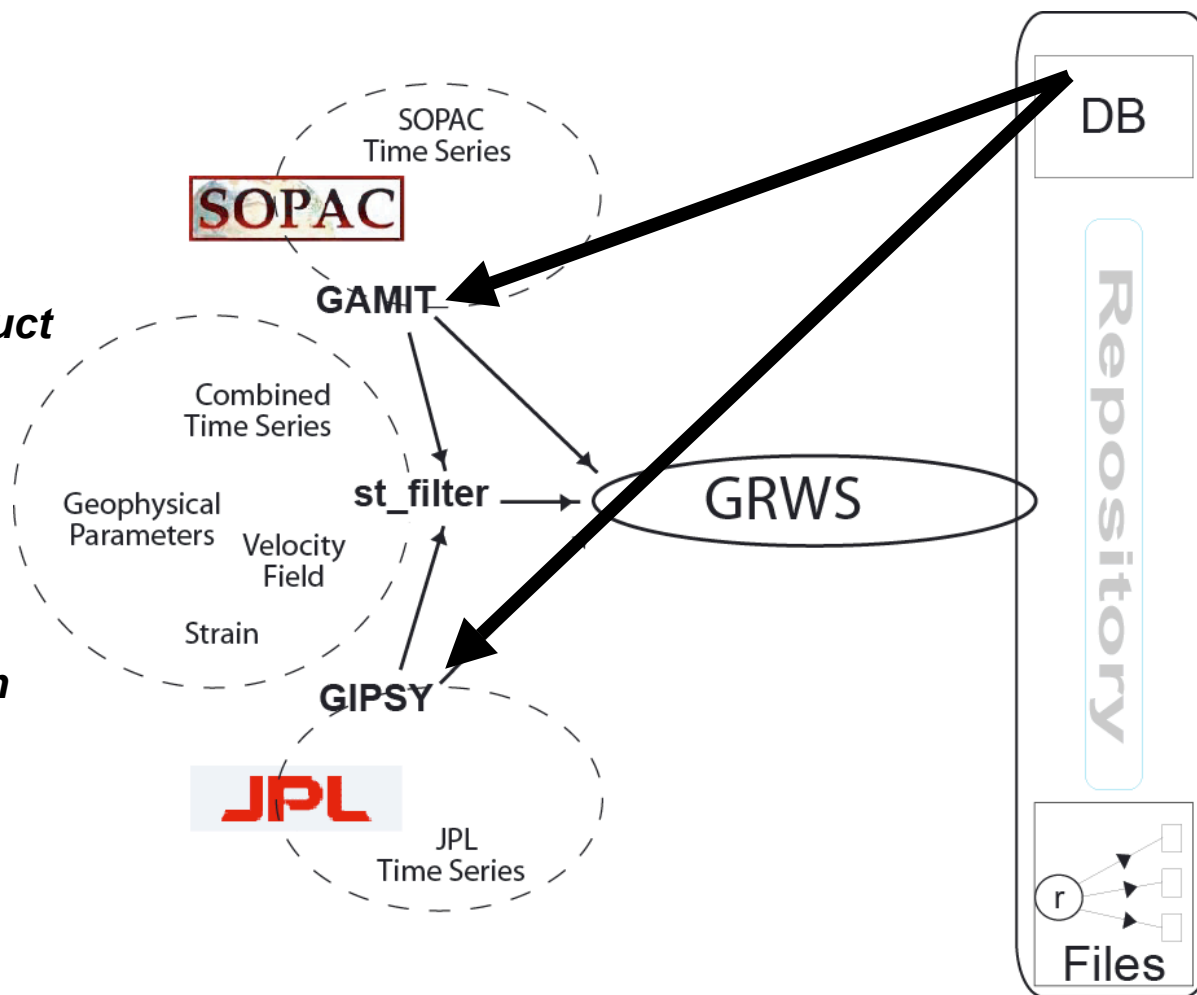 SOPAC
Time Series
SOPAC
GAMIT
Combined
Time Series
Geophysical
Parameters
Velocity
Field
Strain
st_filter
GRWS
GIPSY
JPL
JPL
Time Series
DB
Repository
r
Files